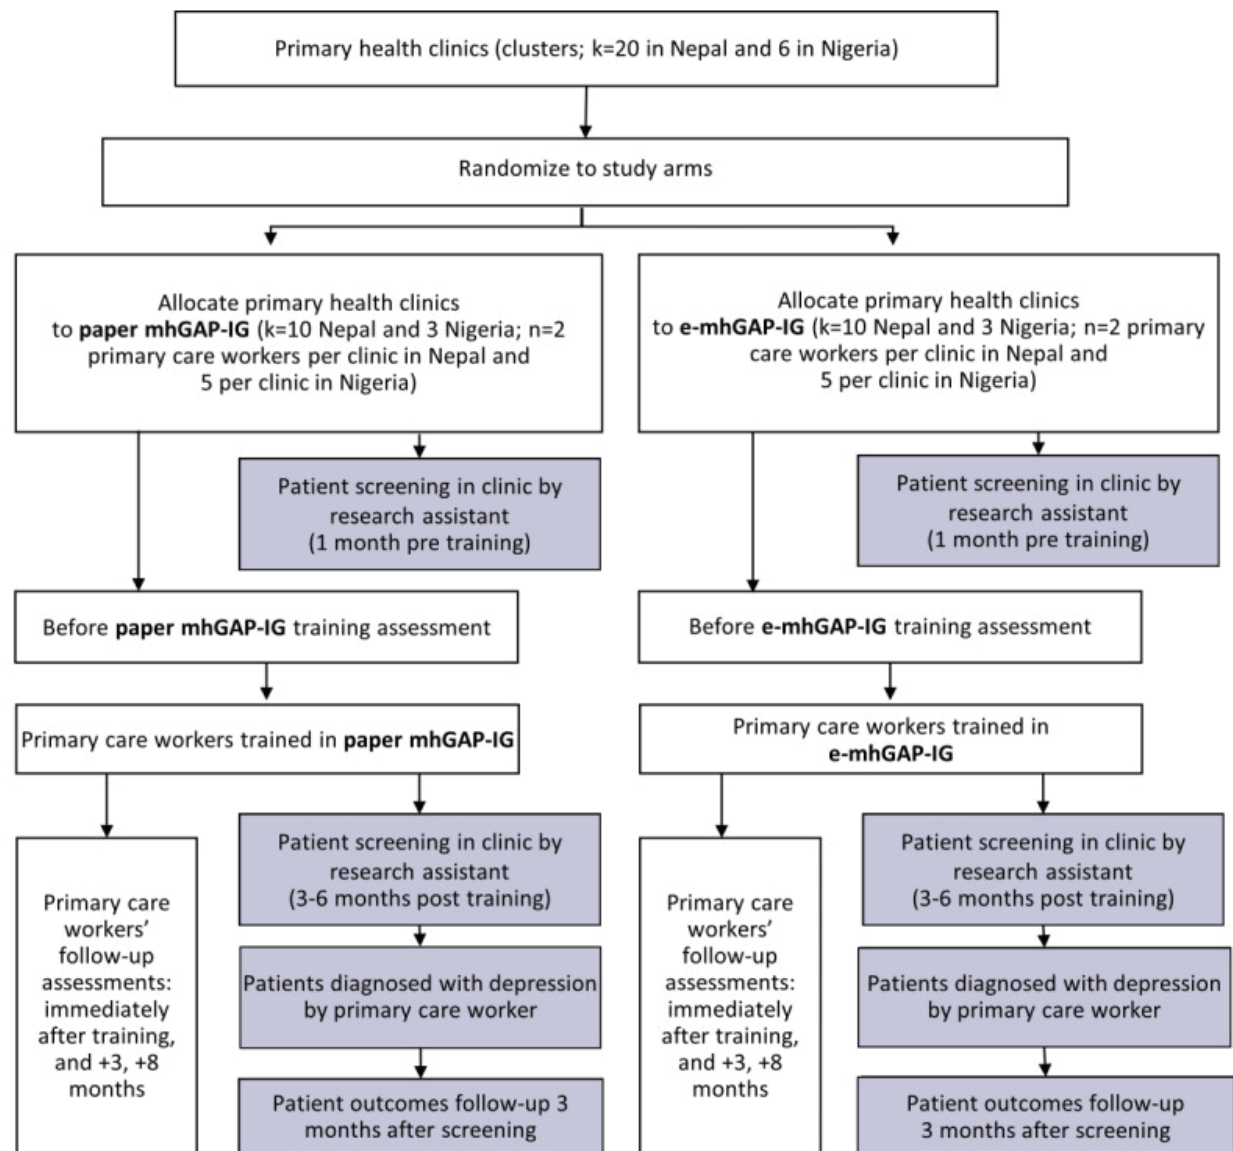 Primary health clinics (clusters; k=20 in Nepal and 6 in Nigeria)
Randomize to study arms
Allocate primary health clinics
to paper mhGAP-IG (k=10 Nepal and 3 Nigeria; n=2
primary care workers per clinic in Nepal and
5 per clinic in Nigeria)
Allocate primary health clinics
to e-mhGAP-IG (k=10 Nepal and 3 Nigeria; n=2 primary
care workers per clinic in Nepal and
5 per clinic in Nigeria)
Patient screening in clinic by
research assistant
(1 month pre training)
Patient screening in clinic by
research assistant
(1 month pre training)
Before paper mhGAP-IG training assessment
Before e-mhGAP-IG training assessment
Primary care workers trained in paper mhGAP-IG
Primary care workers trained in
e-mhGAP-IG
Primary care
workers'
follow-up
assessments:
immediately
after training,
and +3, +8
months
Patient screening in clinic by
research assistant
(3-6 months post training)
Patients diagnosed with depression
by primary care worker
Patient outcomes follow-up 3
months after screening
Primary care
workers'
follow-up
assessments:
immediately
after training,
and +3, +8
months
Patient screening in clinic by
research assistant
(3-6 months post training)
Patients diagnosed with depression
by primary care worker
Patient outcomes follow-up
3 months after screening